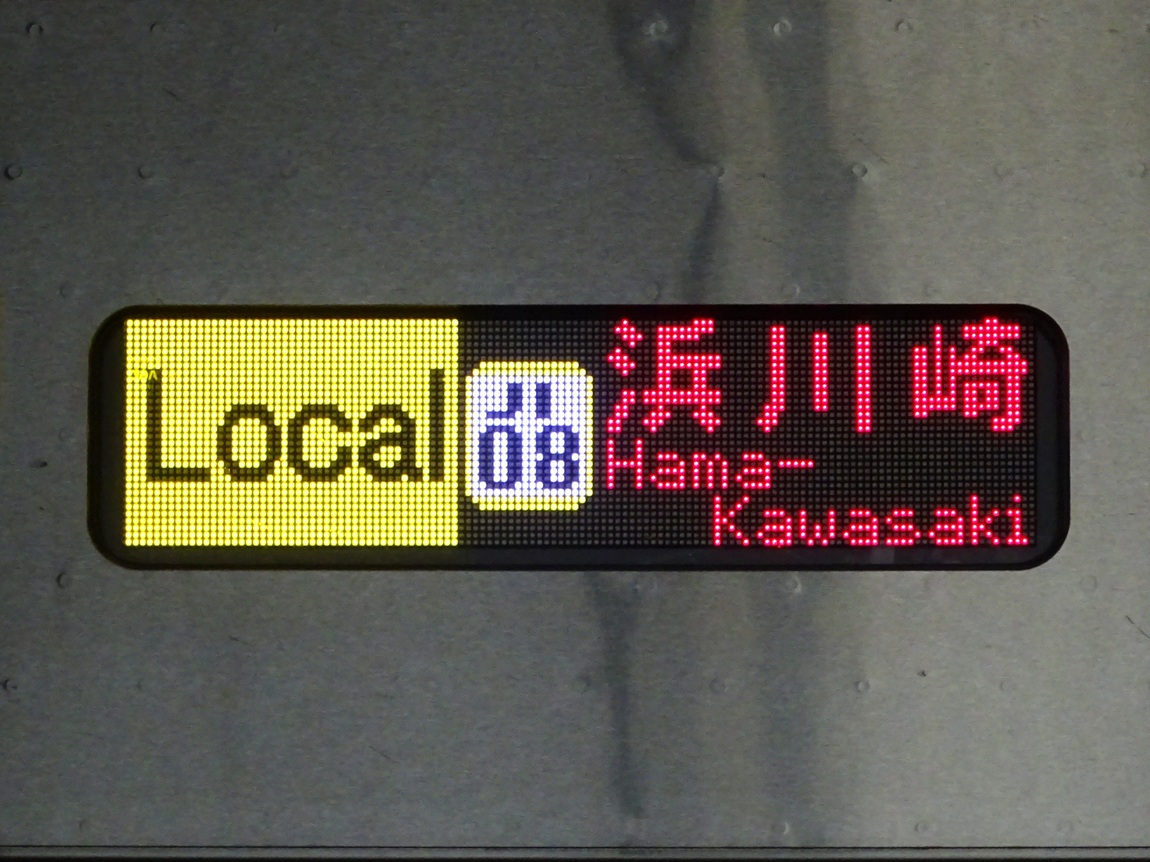 Local
JI
08
浜川崎
Hama-
Kawasaki